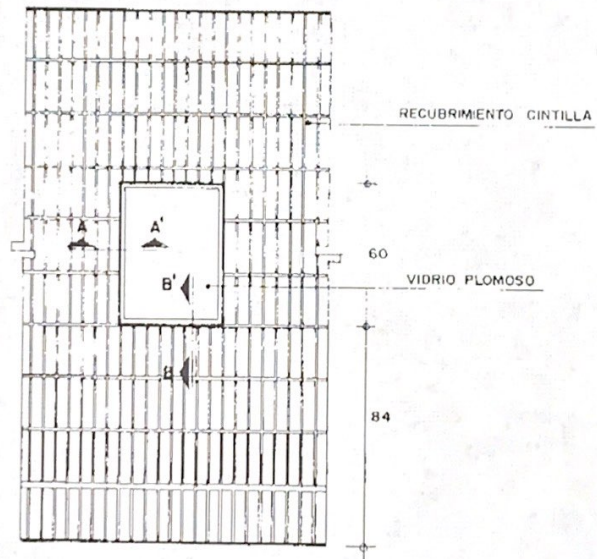 RECUBRIMIENTO CINTILLA
A A'
60
B'
VIDRIO PLOMOSO
B
84